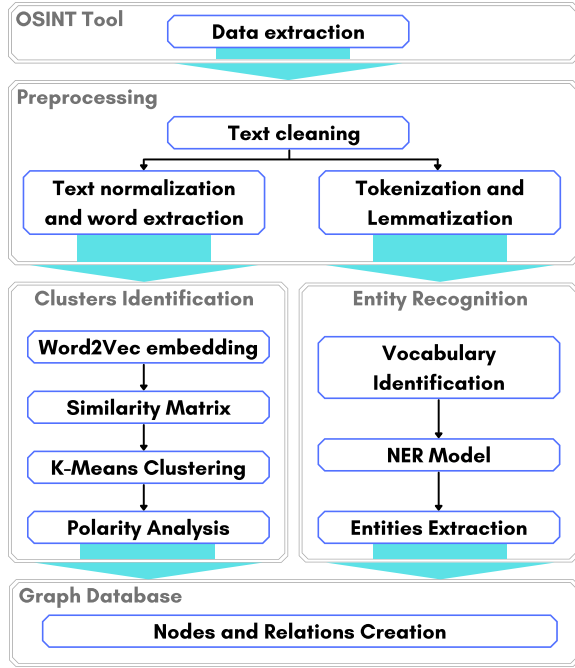 OSINT Tool
Data extraction
Preprocessing
Text cleaning
Text normalization
and word extraction
Tokenization and
Lemmatization
Clusters Identification
Word2Vec embedding
Similarity Matrix
K-Means Clustering
Polarity Analysis
Entity Recognition
Vocabulary
Identification
NER Model
Entities Extraction
Graph Database
Nodes and Relations Creation